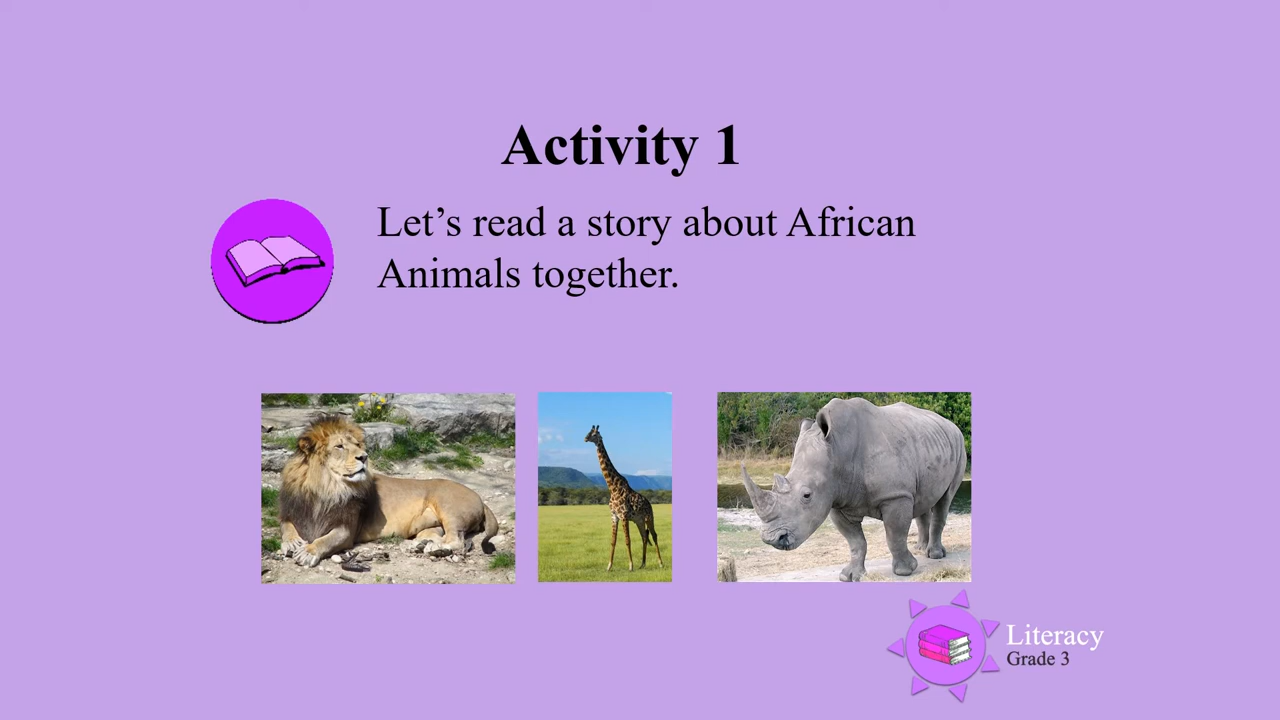 Activity 1
Let’s read a story about African
Animals together.
Literacy
Grade 3